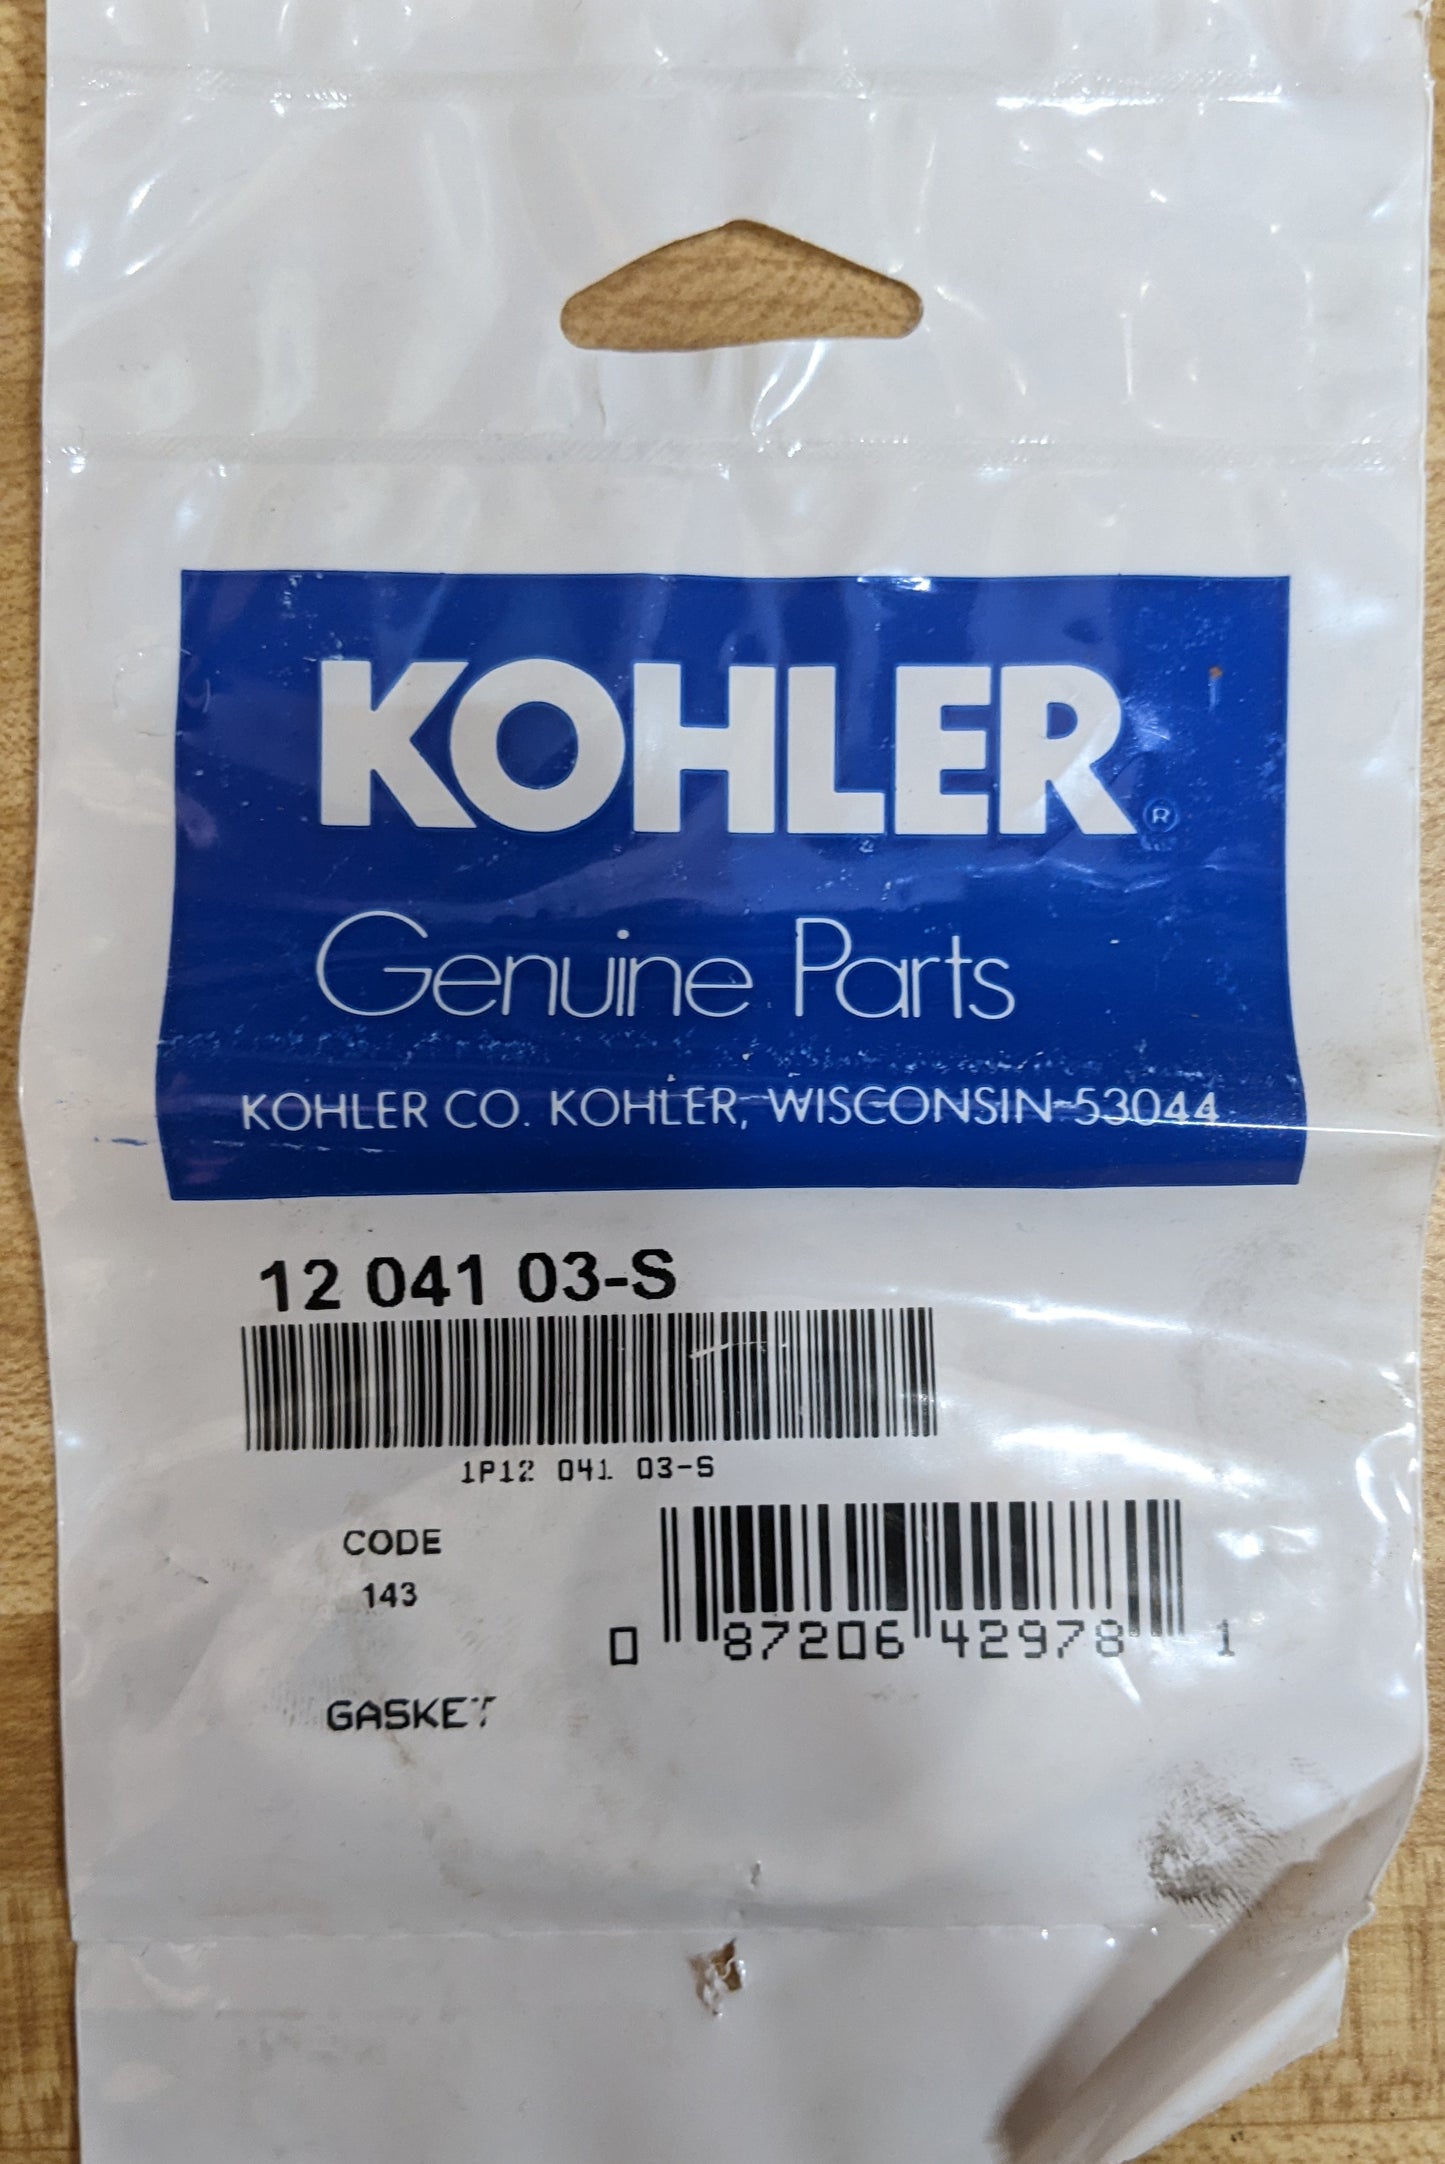 KOHLER®
Genuine Parts
KOHLER CO. KOHLER, WISCONSIN 53044
12 041 03-S
1P12 041 03-S
CODE
143
0 87206 42978 1
GASKET